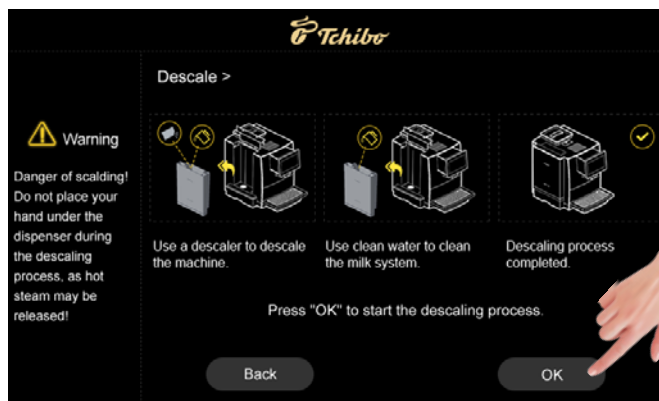 Tchibo
Descale >
Warning
Danger of scalding!
Do not place your
hand under the
dispenser during
the descaling
process, as hot
steam may be
released!
Use a descaler to descale
the machine.
Use clean water to clean
the milk system.
Descaling process
completed.
Press "OK" to start the descaling process.
Back
OK